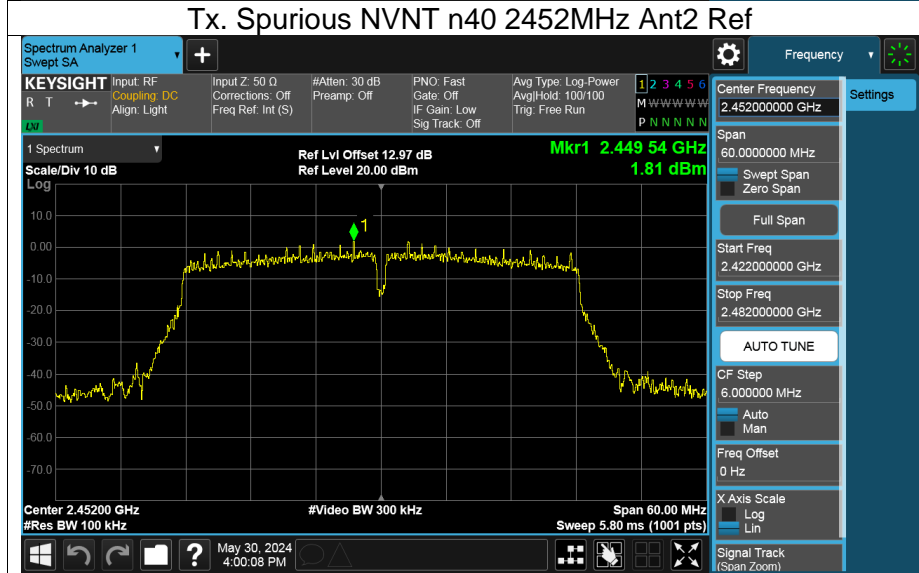 Tx. Spurious NVNT n40 2452MHz Ant2 Ref
Spectrum Analyzer 1
Swept SA
+
Frequency
KEYSIGHT
R T
LXI
Input: RF
Coupling: DC
Align: Light
Input Z: 50 Ω
Corrections: Off
Freq Ref: Int (S)
#Atten: 30 dB
Preamp: Off
PNO: Fast
Gate: Off
IF Gain: Low
Sig Track: Off
Avg Type: Log-Power
Avg|Hold: 100/100
Trig: Free Run
1 2 3 4 5 6
M W W W W W
P N N N N N
1 Spectrum
Scale/Div 10 dB
Log
Ref Lvl Offset 12.97 dB
Ref Level 20.00 dBm
Mkr1 2.449 54 GHz
1.81 dBm
1
10.0
0.00
-10.0
-20.0
-30.0
-40.0
-50.0
-60.0
-70.0
Center 2.45200 GHz
#Res BW 100 kHz
#Video BW 300 kHz
Span 60.00 MHz
Sweep 5.80 ms (1001 pts)
?
May 30, 2024
4:00:08 PM
Center Frequency
2.452000000 GHz
Settings
Span
60.0000000 MHz
Swept Span
Zero Span
Full Span
Start Freq
2.422000000 GHz
Stop Freq
2.482000000 GHz
AUTO TUNE
CF Step
6.000000 MHz
Auto
Man
Freq Offset
0 Hz
X Axis Scale
Log
Lin
Signal Track
(Span Zoom)